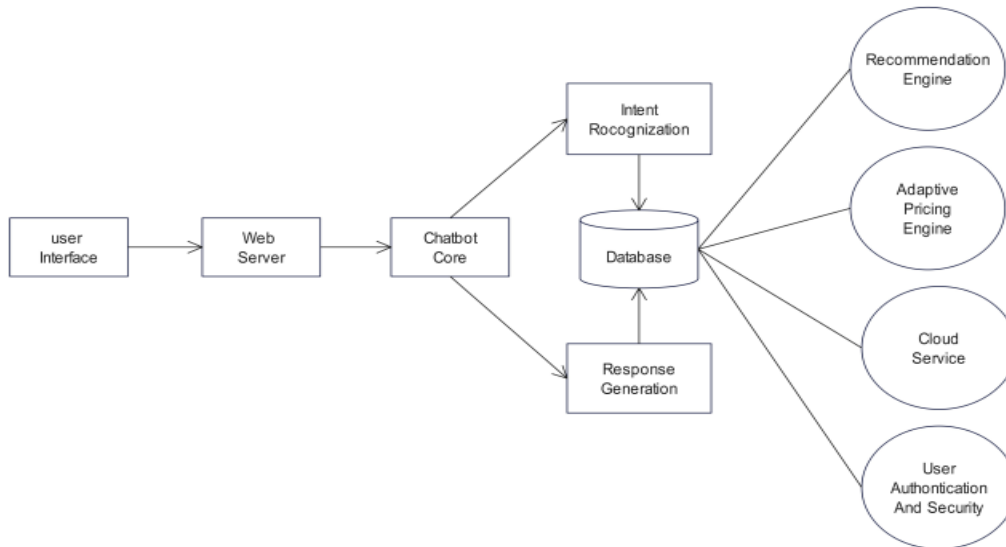 user
Interface
Web
Server
Chatbot
Core
Intent
Rocognization
Database
Response
Generation
Recommendation
Engine
Adaptive
Pricing
Engine
Cloud
Service
User
Authontication
And Security